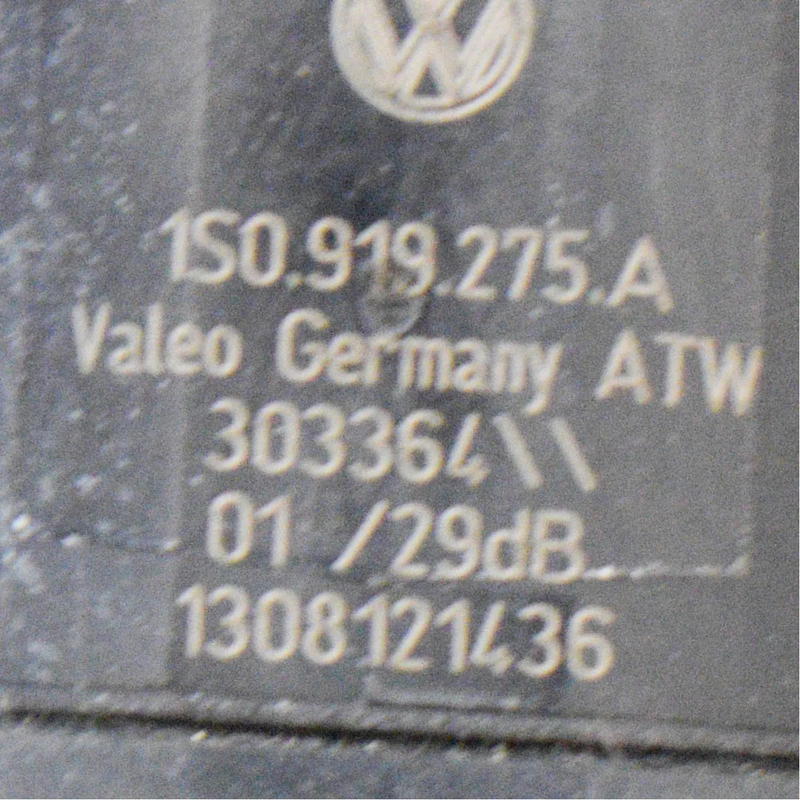 1S0.919.275.A
Valeo Germany ATW
303364\\
01 /29dB
1308121436